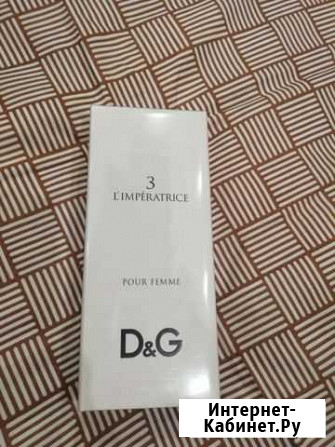 3
L'IMPÉRATRICE
POUR FEMME
D&G
Интернет-
Кабинет.Ру